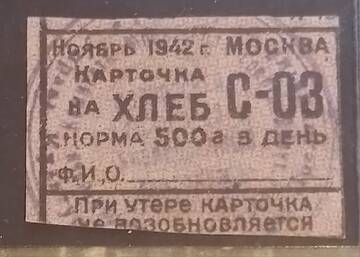 НОЯБРЬ 1942 г. МОСКВА
КАРТОЧКА
НА ХЛЕБ С-03
НОРМА 500 г В ДЕНЬ
Ф.И.О.
ПРИ УТЕРЕ КАРТОЧКА
НЕ ВОЗОБНОВЛЯЕТСЯ